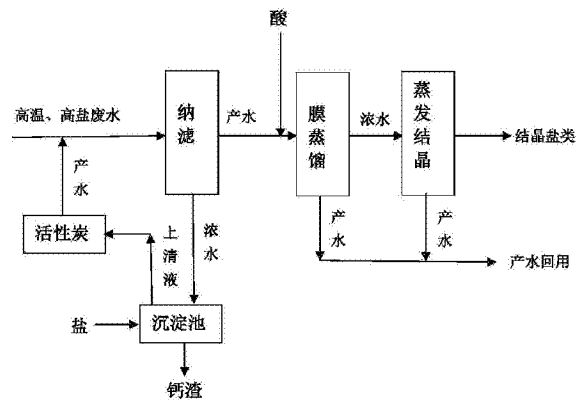 酸
高温、高盐废水
纳滤
产水
膜蒸馏
浓水
蒸发结晶
结晶盐类
产水
活性炭
上清液
浓水
产水
产水
产水回用
盐
沉淀池
钙渣